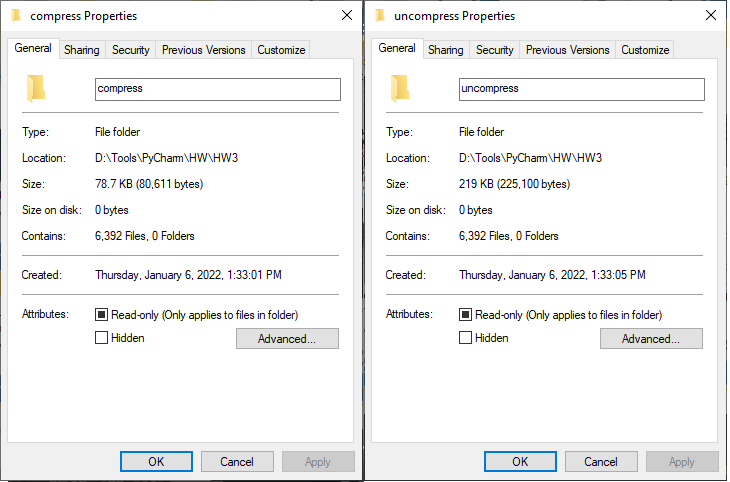 compress Properties
General Sharing Security Previous Versions Customize
compress
Type: File folder
Location: D:\Tools\PyCharm\HW\HW3
Size: 78.7 KB (80,611 bytes)
Size on disk: 0 bytes
Contains: 6,392 Files, 0 Folders
Created: Thursday, January 6, 2022, 1:33:01 PM
Attributes: Read-only (Only applies to files in folder)
Hidden Advanced...
OK Cancel Apply
uncompress Properties
General Sharing Security Previous Versions Customize
uncompress
Type: File folder
Location: D:\Tools\PyCharm\HW\HW3
Size: 219 KB (225,100 bytes)
Size on disk: 0 bytes
Contains: 6,392 Files, 0 Folders
Created: Thursday, January 6, 2022, 1:33:05 PM
Attributes: Read-only (Only applies to files in folder)
Hidden Advanced...
OK Cancel Apply